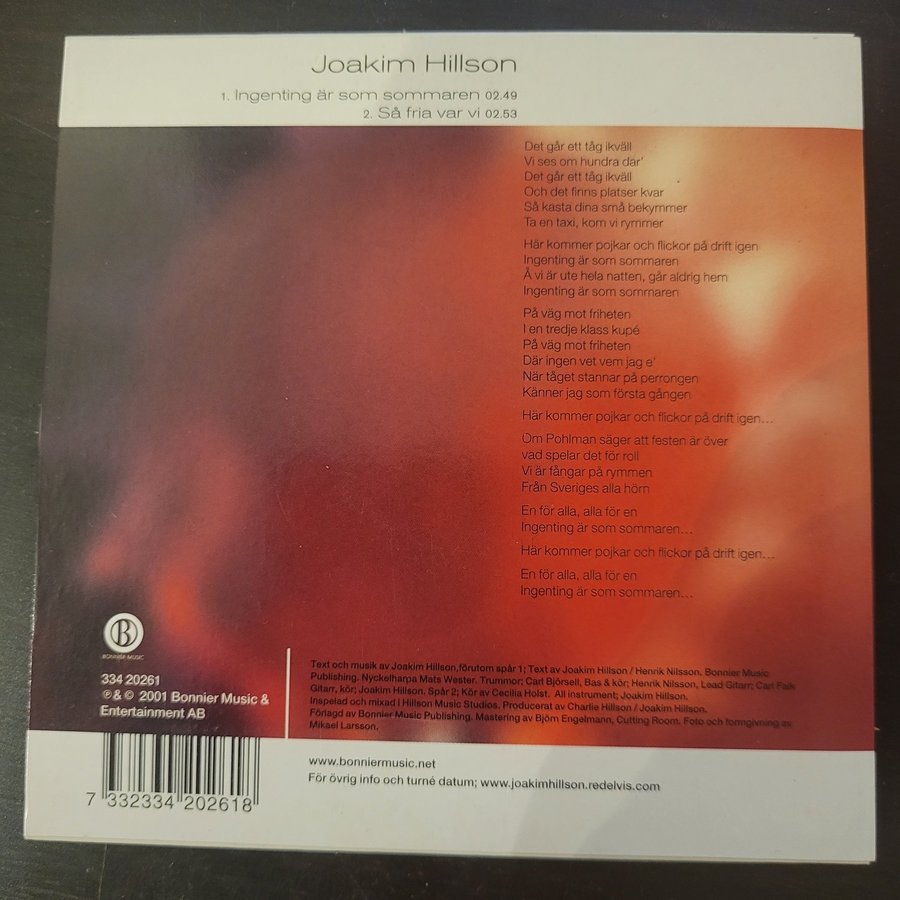 Joakim Hillson
1. Ingenting är som sommaren 02.49
2. Så fria var vi 02.53
Det går ett tåg ikväll
Vi ses om hundra dar'
Det går ett tåg ikväll
Och det finns platser kvar
Så kasta dina små bekymmer
Ta en taxi, kom vi rymmer
Här kommer pojkar och flickor på drift igen
Ingenting är som sommaren
Å vi är ute hela natten, går aldrig hem
Ingenting är som sommaren
På väg mot friheten
I en tredje klass kupé
På väg mot friheten
Där ingen vet vem jag e'
När tåget stannar på perrongen
Känner jag som första gången
Här kommer pojkar och flickor på drift igen...
Om Pohlman säger att festen är över
vad spelar det för roll
Vi är fångar på rymmen
Från Sveriges alla hörn
En för alla, alla för en
Ingenting är som sommaren...
Här kommer pojkar och flickor på drift igen...
En för alla, alla för en
Ingenting är som sommaren...
B
BONNIER MUSIC
334 20261
℗ & © 2001 Bonnier Music &
Entertainment AB
Text och musik av Joakim Hillson,förutom spår 1; Text av Joakim Hillson / Henrik Nilsson. Bonnier Music
Publishing. Nyckelharpa Mats Wester. Trummor; Carl Björsell, Bas & kör; Henrik Nilsson, Lead Gitarr; Carl Falk
Gitarr, kör; Joakim Hillson. Spår 2; Kör av Cecilia Holst. All instrument; Joakim Hillson.
Inspelad och mixad i Hillson Music Studios. Producerat av Charlie Hillson / Joakim Hillson.
Förlagd av Bonnier Music Publishing. Mastering av Björn Engelmann, Cutting Room. Foto och formgivning av
Mikael Larsson.
7 332334 202618
www.bonniermusic.net
För övrig info och turné datum; www.joakimhillson.redelvis.com